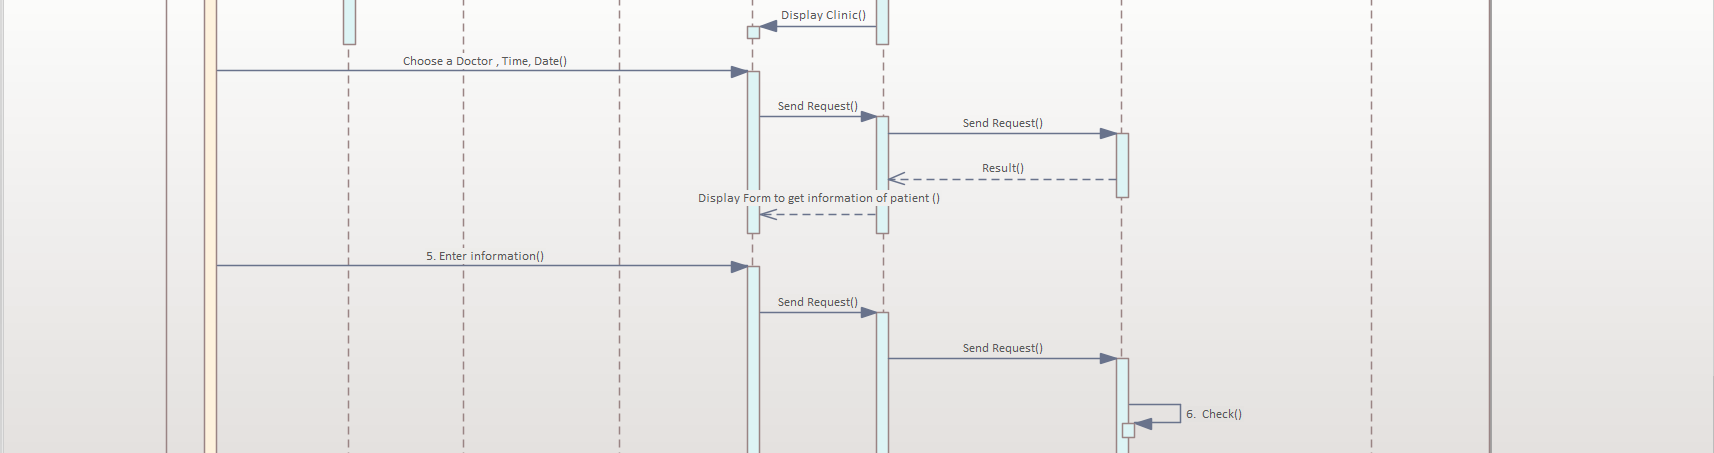 Display Clinic()
Choose a Doctor , Time, Date()
Send Request()
Send Request()
Result()
Display Form to get information of patient ()
5. Enter information()
Send Request()
Send Request()
6.  Check()